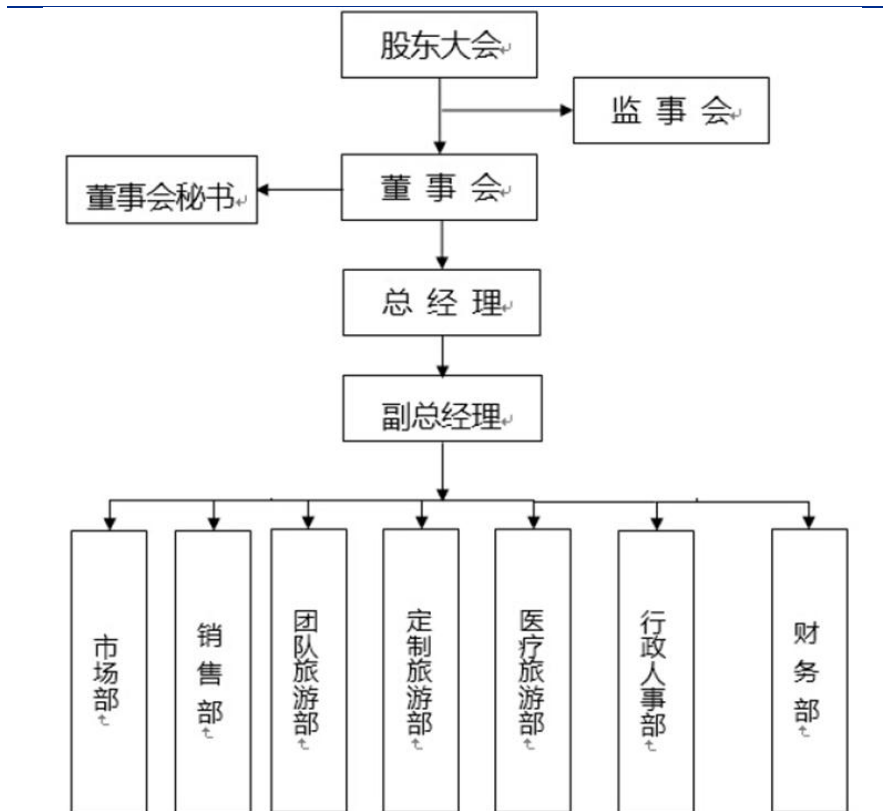 股东大会
监 事 会
董事会秘书
董 事 会
总 经 理
副总经理
市场部
销售部
团队旅游部
定制旅游部
医疗旅游部
行政人事部
财务部